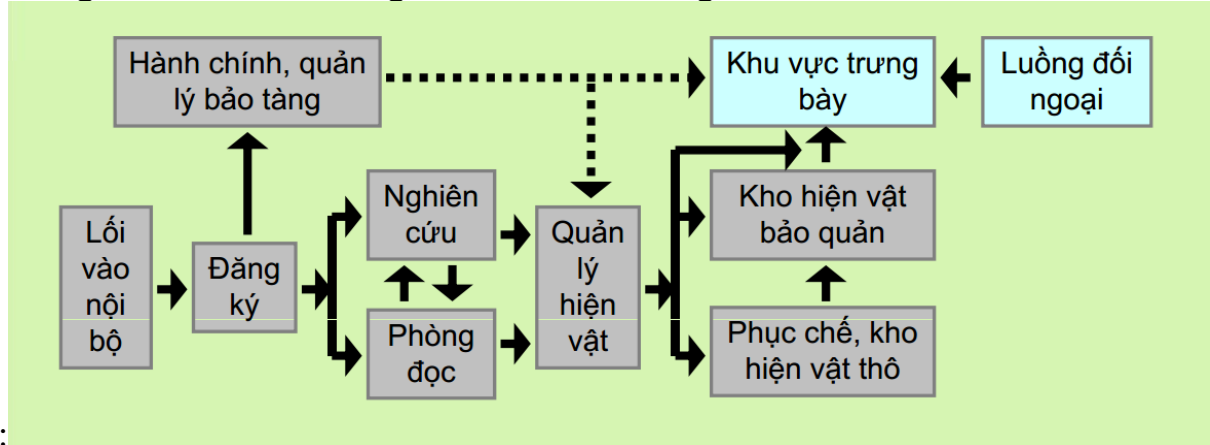 Hành chính, quản
lý bảo tàng
Khu vực trưng
bày
Luồng đối
ngoại
Lối
vào
nội
bộ
Đăng
ký
Nghiên
cứu
Phòng
đọc
Quản
lý
hiện
vật
Kho hiện vật
bảo quản
Phục chế, kho
hiện vật thô
: